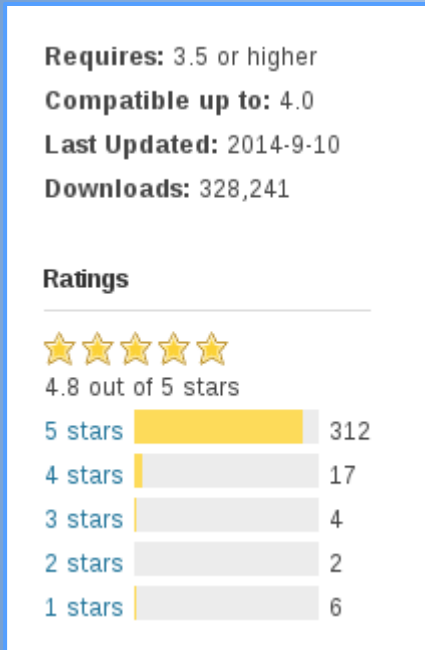 Requires: 3.5 or higher
Compatible up to: 4.0
Last Updated: 2014-9-10
Downloads: 328,241
Ratings
4.8 out of 5 stars
5 stars 312
4 stars 17
3 stars 4
2 stars 2
1 stars 6